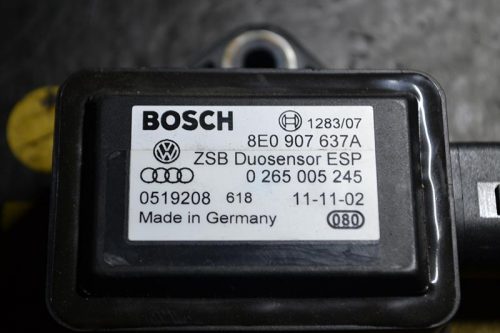 BOSCH 1283/07
8E0 907 637A
ZSB Duosensor ESP
0 265 005 245
0519208 618 11-11-02
Made in Germany 080